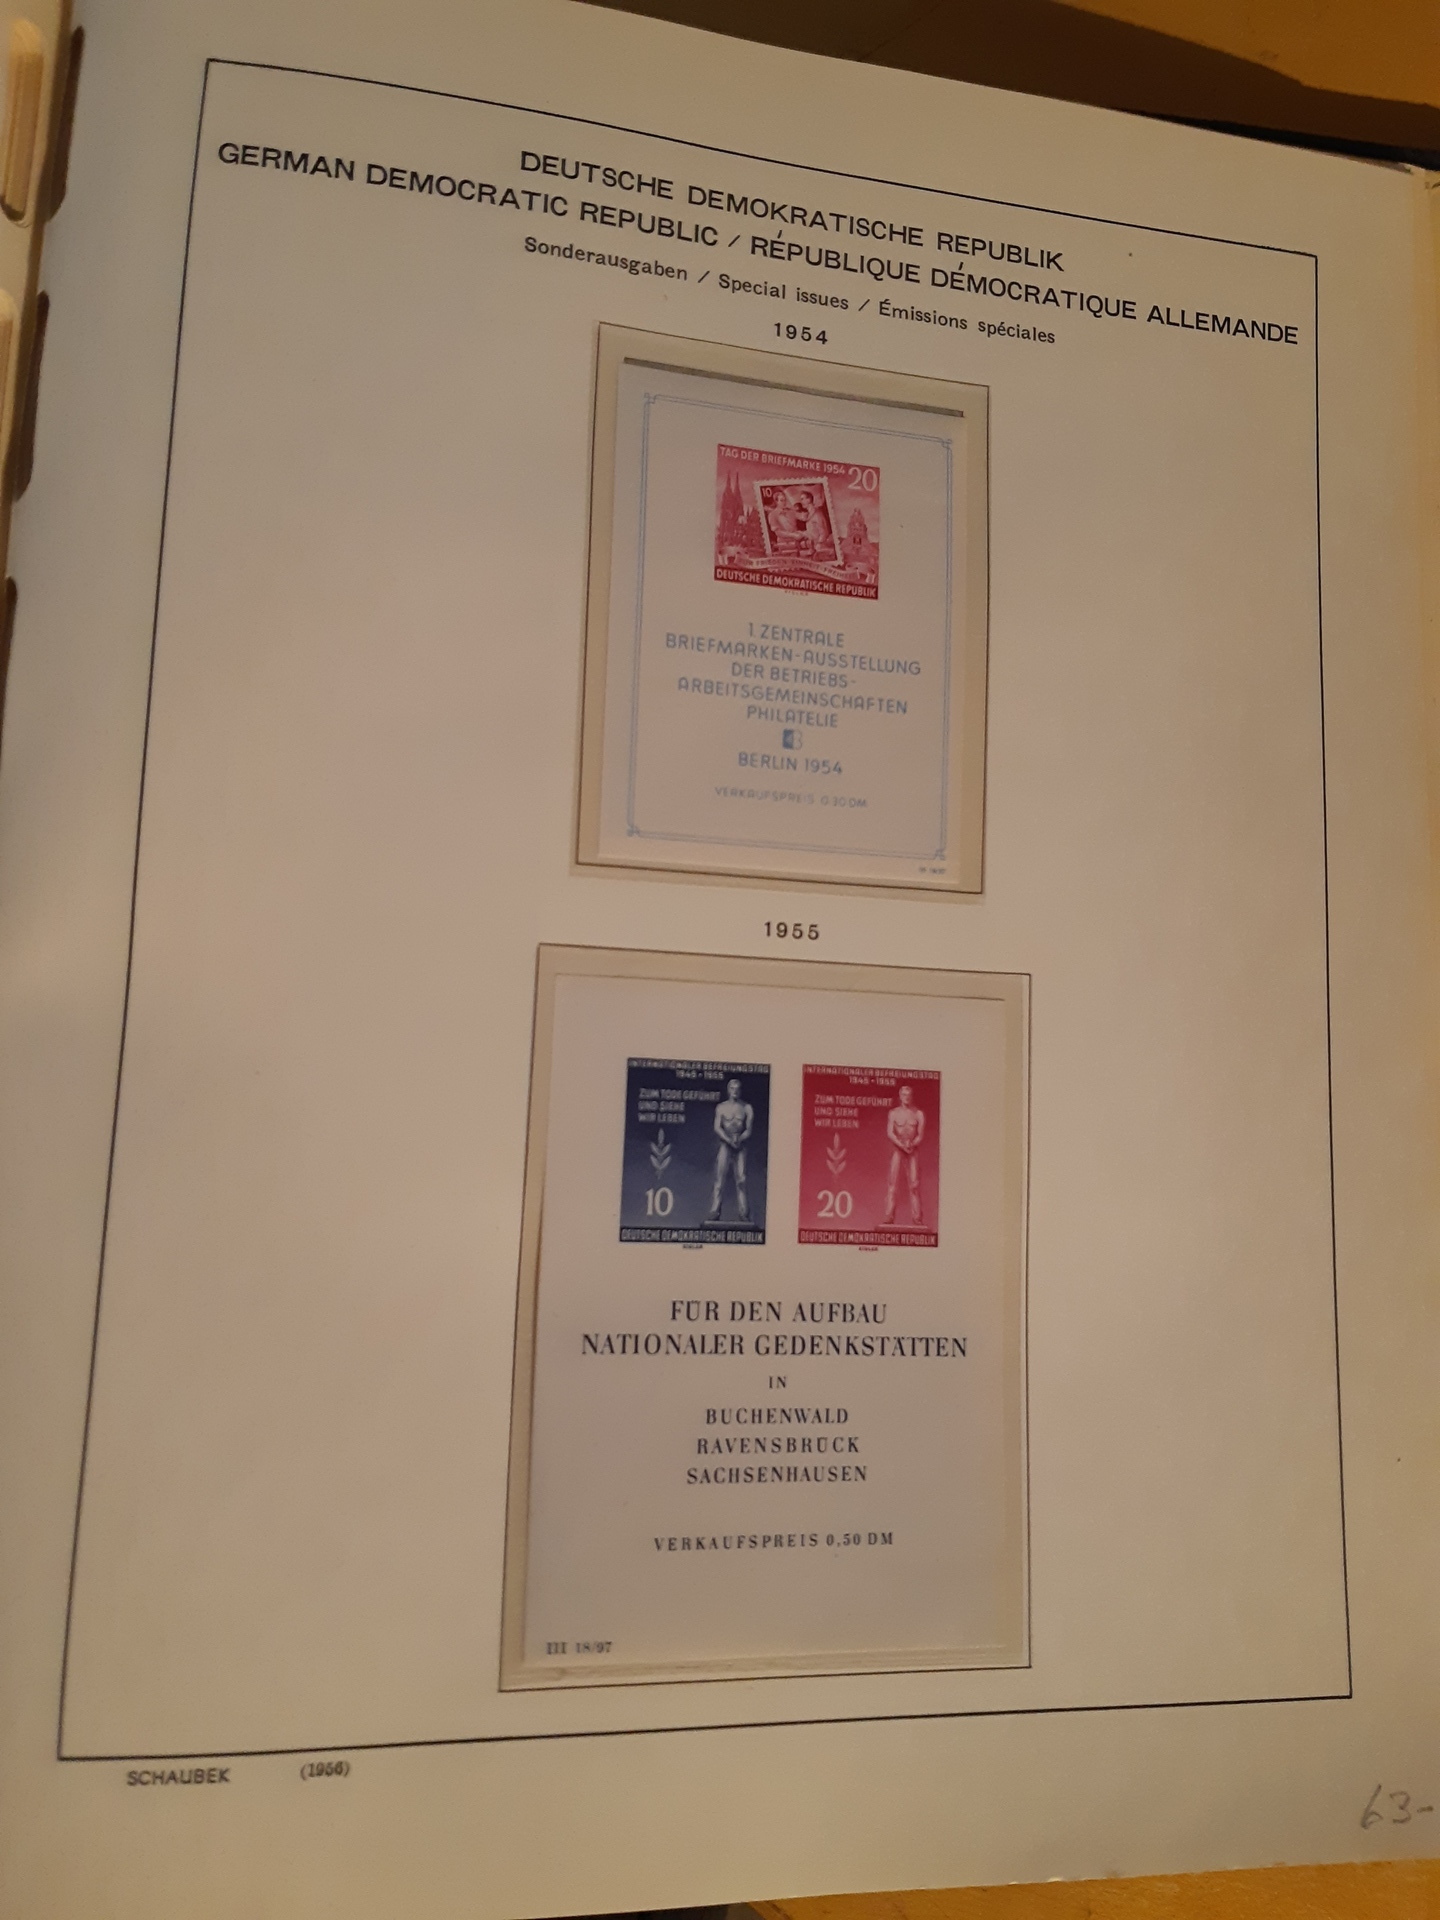 DEUTSCHE DEMOKRATISCHE REPUBLIK
GERMAN DEMOCRATIC REPUBLIC / RÉPUBLIQUE DÉMOCRATIQUE ALLEMANDE
Sonderausgaben / Special issues / Émissions spéciales
1954
TAG DER BRIEFMARKE 1954 20
10
DEUTSCHE DEMOKRATISCHE REPUBLIK
1. ZENTRALE
BRIEFMARKEN-AUSSTELLUNG
DER BETRIEBS-
ARBEITSGEMEINSCHAFTEN
PHILATELIE
BERLIN 1954
VERKAUFSPREIS 0.30 DM
1955
INTERNATIONALER BEFREIUNGSTAG
1945 - 1955
ZUM TODE GEFÜHRT
UND SIEHE
WIR LEBEN
10
DEUTSCHE DEMOKRATISCHE REPUBLIK
INTERNATIONALER BEFREIUNGSTAG
1945 - 1955
ZUM TODE GEFÜHRT
UND SIEHE
WIR LEBEN
20
DEUTSCHE DEMOKRATISCHE REPUBLIK
FÜR DEN AUFBAU
NATIONALER GEDENKSTÄTTEN
IN
BUCHENWALD
RAVENSBRÜCK
SACHSENHAUSEN
VERKAUFSPREIS 0,50 DM
III 18/97
SCHAUBEK (1956)
63-